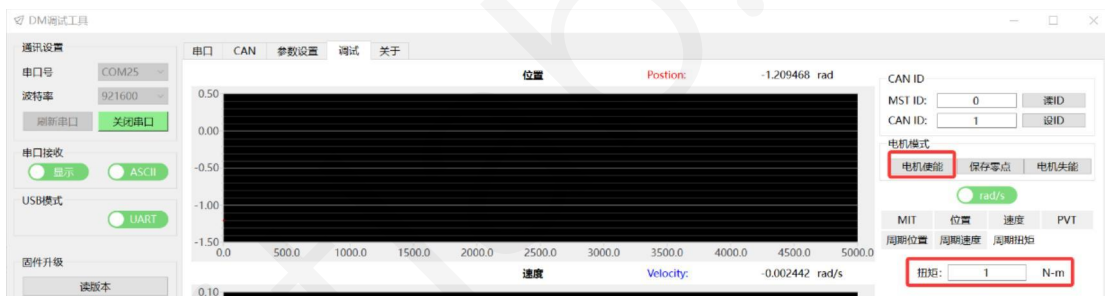 DM调试工具
通讯设置
串口号 COM25
波特率 921600
刷新串口 关闭串口
串口接收
显示 ASCII
USB模式
UART
固件升级
读版本
串口 CAN 参数设置 调试 关于
位置 Postion: -1.209468 rad
0.50
0.00
-0.50
-1.00
-1.50
0.0 500.0 1000.0 1500.0 2000.0 2500.0 3000.0 3500.0 4000.0 4500.0 5000.0
速度 Velocity: -0.002442 rad/s
0.10
CAN ID
MST ID: 0 读ID
CAN ID: 1 设ID
电机模式
电机使能 保存零点 电机失能
rad/s
MIT 位置 速度 PVT
周期位置 周期速度 周期扭矩
扭矩: 1 N-m